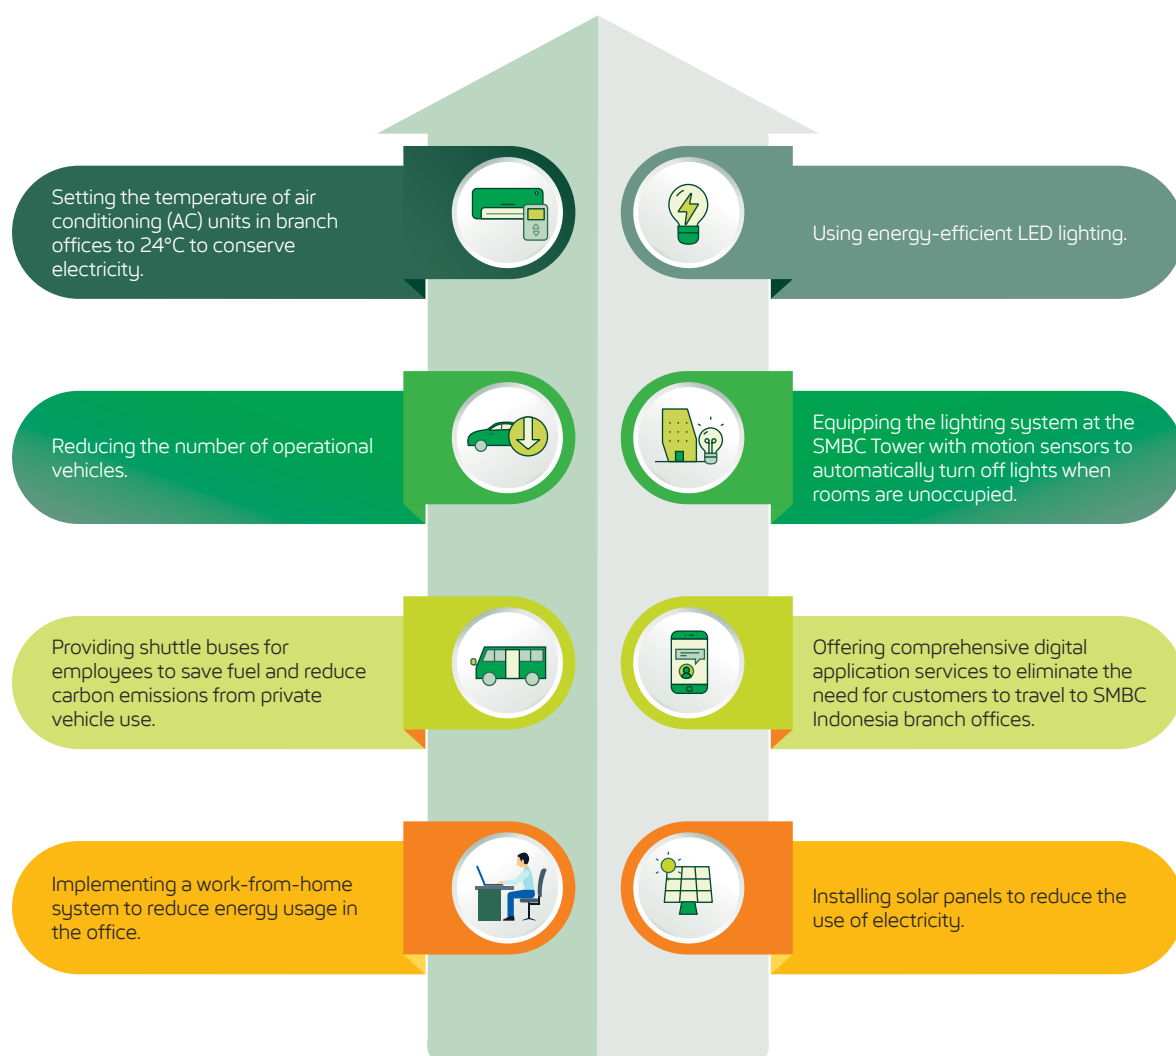 Setting the temperature of air
conditioning (AC) units in branch
offices to 24°C to conserve
electricity.
Using energy-efficient LED lighting.
Reducing the number of operational
vehicles.
Equipping the lighting system at the
SMBC Tower with motion sensors to
automatically turn off lights when
rooms are unoccupied.
Providing shuttle buses for
employees to save fuel and reduce
carbon emissions from private
vehicle use.
Offering comprehensive digital
application services to eliminate the
need for customers to travel to SMBC
Indonesia branch offices.
Implementing a work-from-home
system to reduce energy usage in
the office.
Installing solar panels to reduce the
use of electricity.